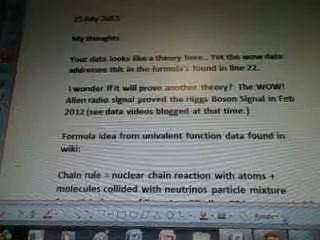 25 July 2013
My thoughts:
Your data looks like a theory here.. Yet the wow data
addresses this in the formula's found in line 22.
I wonder if it will prove another theory? The WOW!
Alien radio signal proved the Higgs Boson Signal in Feb
2012 (see data videos blogged at that time.)
Formula idea from univalent function data found in
wiki:
Chain rule = nuclear chain reaction with atoms +
molecules collided with neutrinos particle mixture